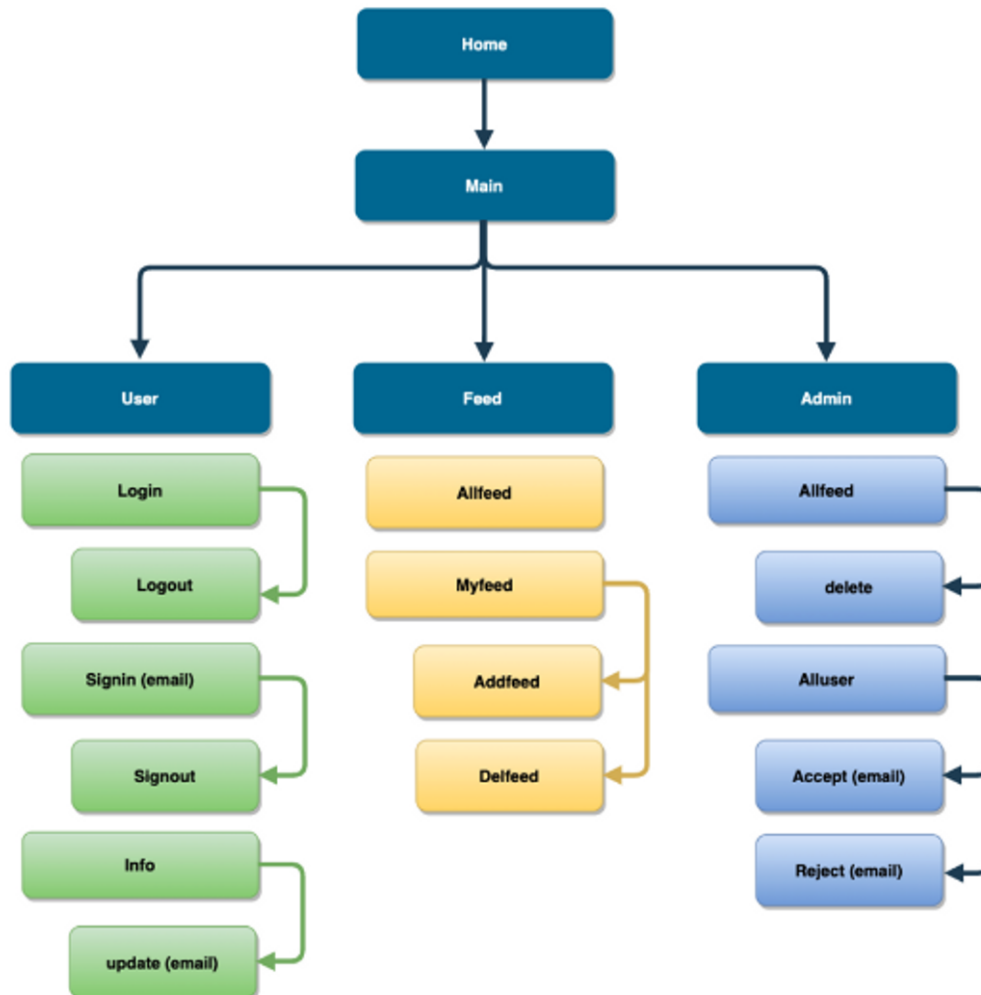 Home
Main
User
Feed
Admin
Login
Logout
Signin (email)
Signout
Info
update (email)
Allfeed
Myfeed
Addfeed
Delfeed
Allfeed
delete
Alluser
Accept (email)
Reject (email)